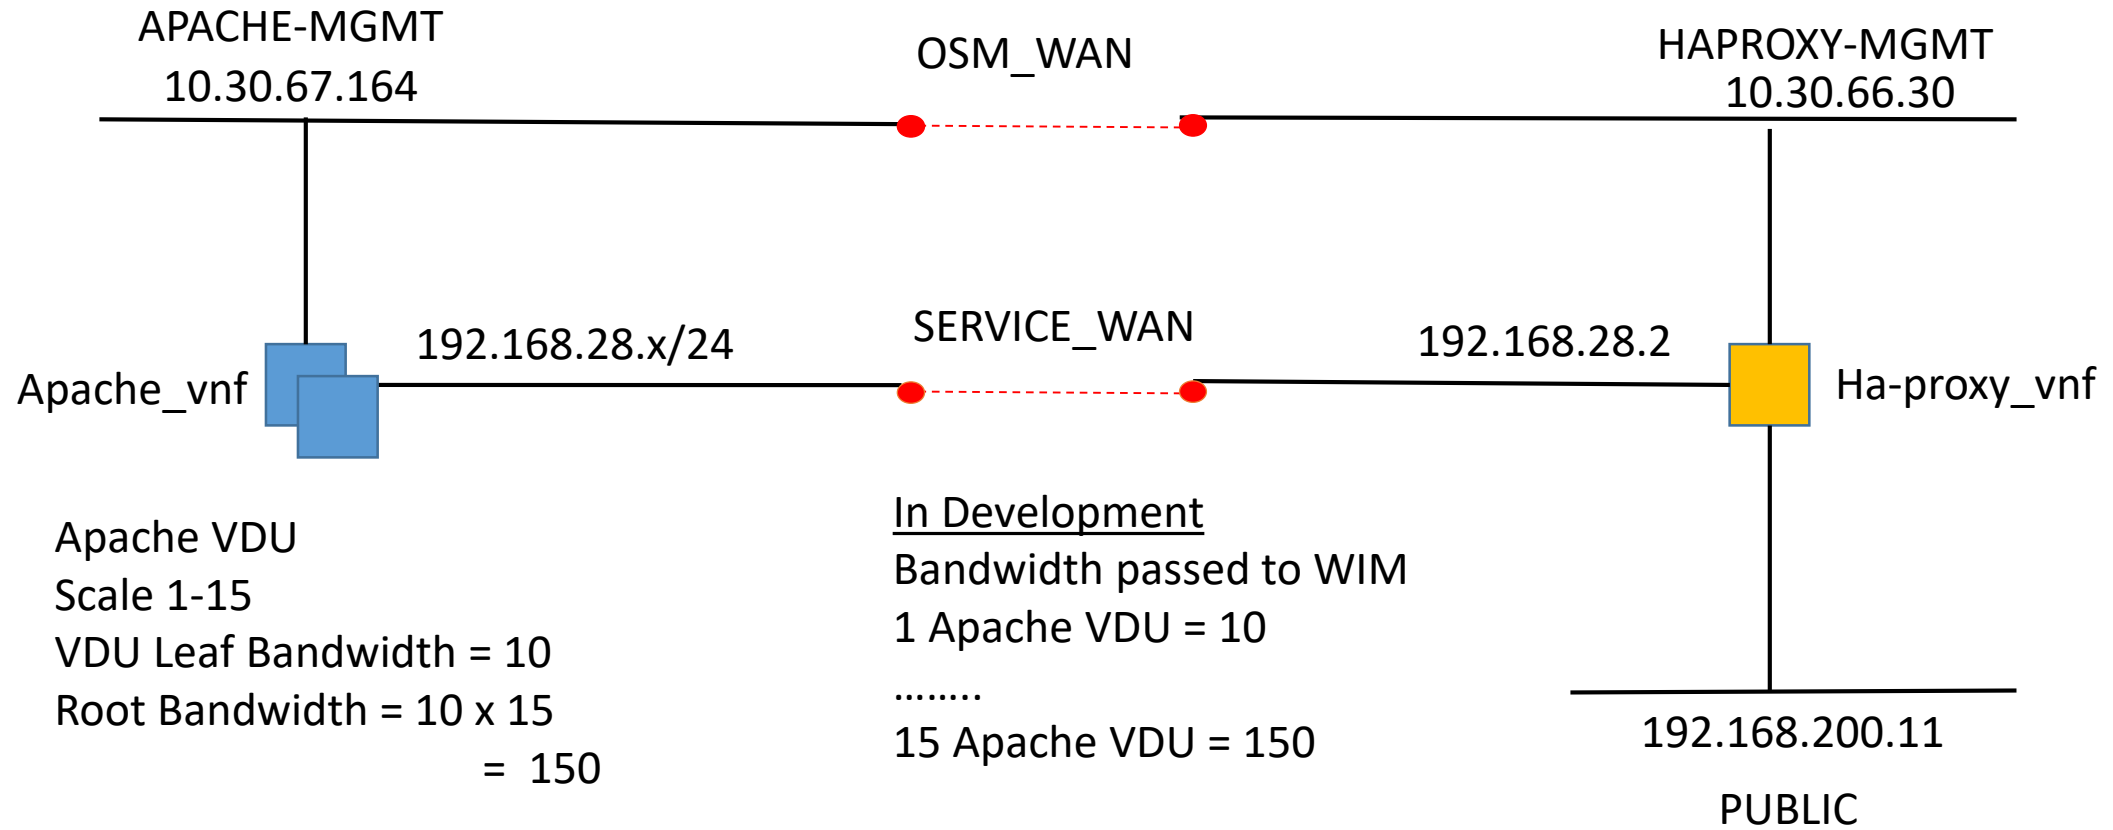 APACHE-MGMT
10.30.67.164
OSM_WAN
HAPROXY-MGMT
10.30.66.30
192.168.28.x/24
SERVICE_WAN
192.168.28.2
Apache_vnf
Ha-proxy_vnf
Apache VDU
Scale 1-15
VDU Leaf Bandwidth = 10
Root Bandwidth = 10 x 15
= 150
In Development
Bandwidth passed to WIM
1 Apache VDU = 10
........
15 Apache VDU = 150
192.168.200.11
PUBLIC